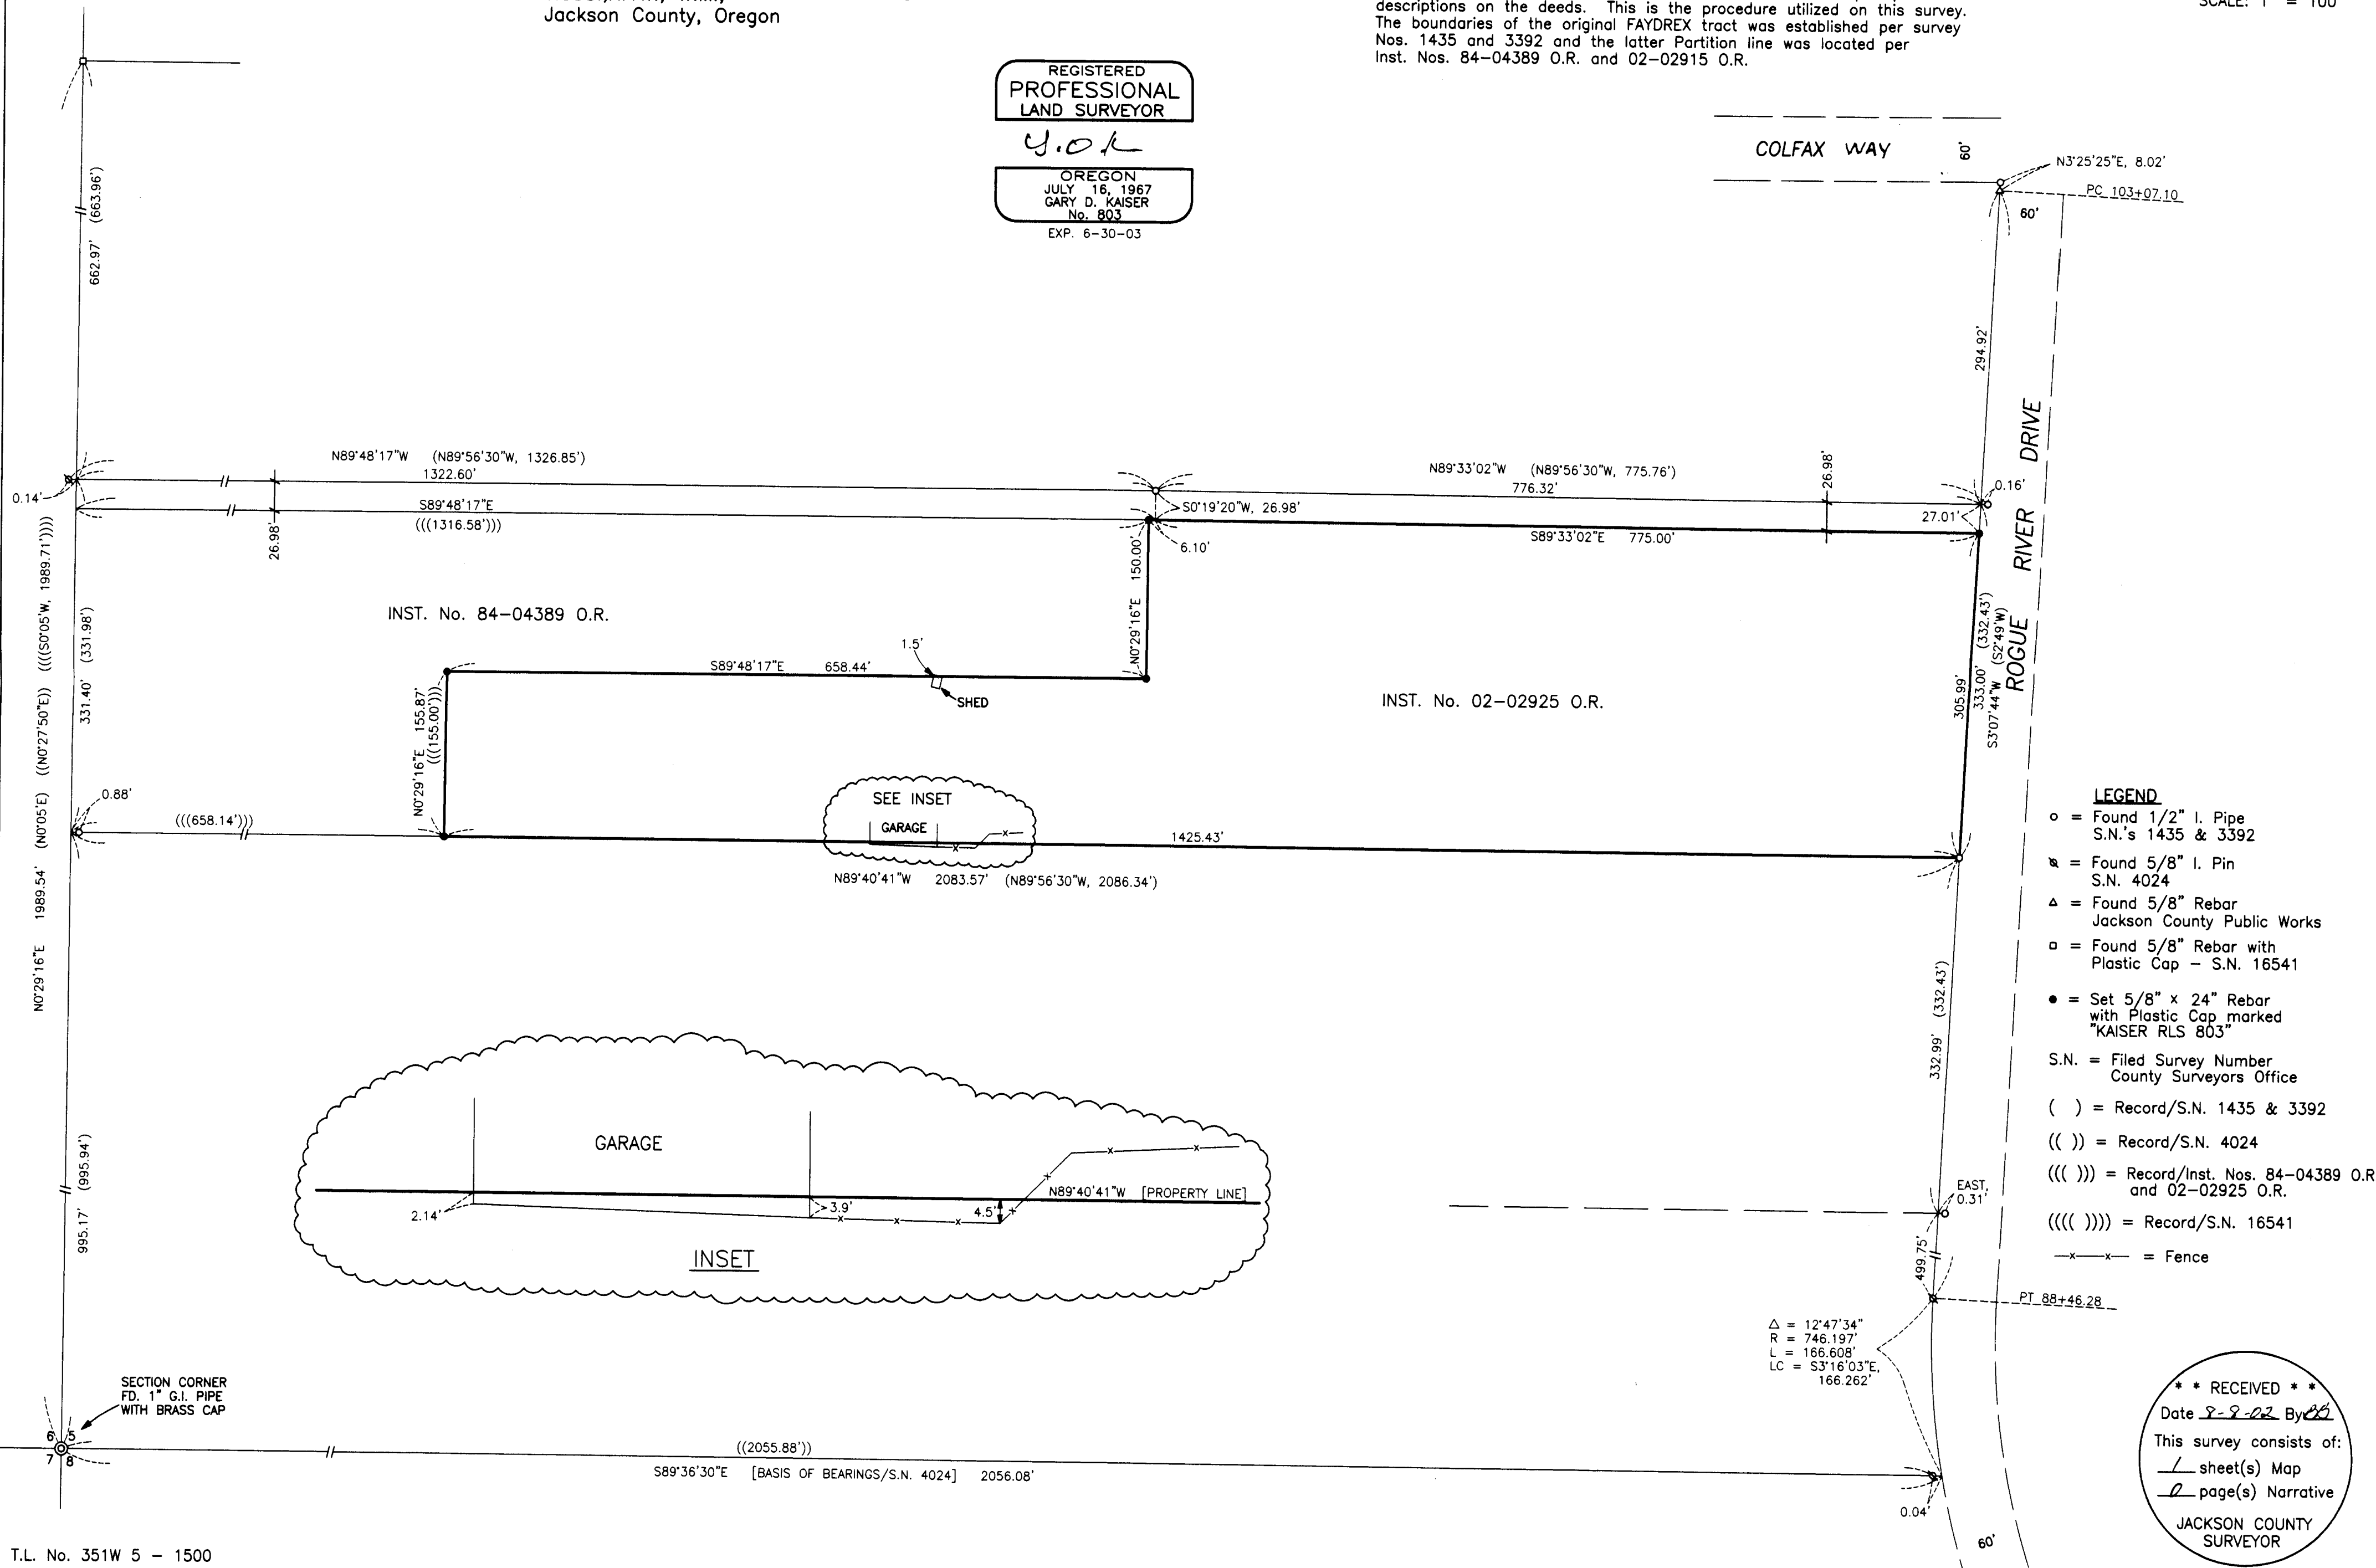 Jackson County, Oregon
descriptions on the deeds. This is the procedure utilized on this survey.
The boundaries of the original FAYDREX tract was established per survey
Nos. 1435 and 3392 and the latter Partition line was located per
Inst. Nos. 84-04389 O.R. and 02-02915 O.R.
SCALE: 1" = 100'
REGISTERED
PROFESSIONAL
LAND SURVEYOR
OREGON
JULY 16, 1967
GARY D. KAISER
No. 803
EXP. 6-30-03
COLFAX WAY
60'
N3°25'25"E, 8.02'
PC 103+07.10
60'
662.97' (663.96')
294.92'
ROGUE RIVER DRIVE
N89°48'17"W (N89°56'30"W, 1326.85')
1322.60'
N89°33'02"W (N89°56'30"W, 775.76')
776.32'
26.98'
0.16'
0.14'
S89°48'17"E
(((1316.58')))
26.98'
S0°19'20"W, 26.98'
27.01'
6.10'
S89°33'02"E 775.00'
N0°29'16"E 150.00'
INST. No. 84-04389 O.R.
331.40' (331.98')
1.5'
S89°48'17"E 658.44'
SHED
INST. No. 02-02925 O.R.
305.99'
333.00' (332.43')
S3°07'44"W (S2°49'W)
N0°29'16"E 155.87'
(((155.00')))
0.88'
(((658.14')))
SEE INSET
GARAGE
1425.43'
N89°40'41"W 2083.57' (N89°56'30"W, 2086.34')
N0°29'16"E 1989.54' (N0°05'E) ((N0°27'50"E)) ((((S0°05'W, 1989.71'))))
LEGEND
= Found 1/2" I. Pipe
S.N.'s 1435 & 3392
= Found 5/8" I. Pin
S.N. 4024
= Found 5/8" Rebar
Jackson County Public Works
= Found 5/8" Rebar with
Plastic Cap - S.N. 16541
= Set 5/8" x 24" Rebar
with Plastic Cap marked
"KAISER RLS 803"
S.N. = Filed Survey Number
County Surveyors Office
( ) = Record/S.N. 1435 & 3392
(( )) = Record/S.N. 4024
((( ))) = Record/Inst. Nos. 84-04389 O.R
and 02-02925 O.R.
(((( )))) = Record/S.N. 16541
—x—x— = Fence
332.99' (332.43')
GARAGE
N89°40'41"W [PROPERTY LINE]
2.14'
3.9'
4.5'
INSET
995.17' (995.94')
EAST,
0.31'
499.75'
PT 88+46.28
Δ = 12°47'34"
R = 746.197'
L = 166.608'
LC = S3°16'03"E,
166.262'
SECTION CORNER
FD. 1" G.I. PIPE
WITH BRASS CAP
6 5
7 8
((2055.88'))
S89°36'30"E [BASIS OF BEARINGS/S.N. 4024] 2056.08'
0.04'
60'
* * RECEIVED * *
Date 8-8-02 By
This survey consists of:
1 sheet(s) Map
0 page(s) Narrative
JACKSON COUNTY
SURVEYOR
T.L. No. 351W 5 - 1500